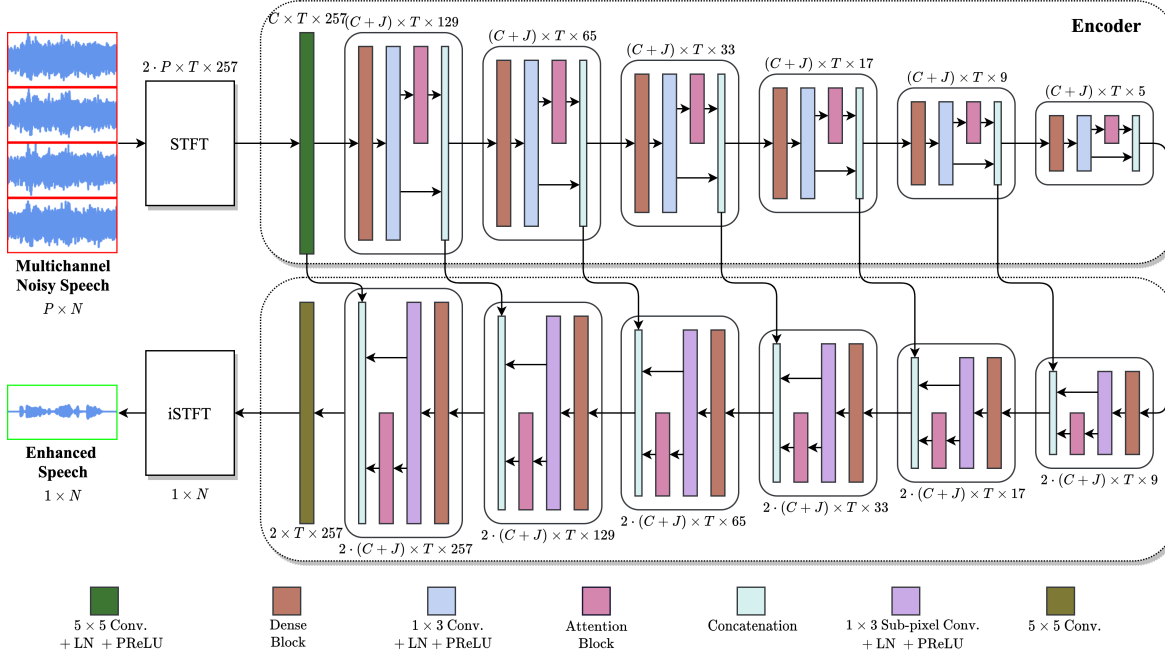 C × T × 257
(C + J) × T × 129
(C + J) × T × 65
(C + J) × T × 33
(C + J) × T × 17
(C + J) × T × 9
(C + J) × T × 5
Encoder
2 · P × T × 257
STFT
Multichannel
Noisy Speech
P × N
iSTFT
Enhanced
Speech
1 × N
1 × N
2 × T × 257
2 · (C + J) × T × 257
2 · (C + J) × T × 129
2 · (C + J) × T × 65
2 · (C + J) × T × 33
2 · (C + J) × T × 17
2 · (C + J) × T × 9
5 × 5 Conv.
+ LN + PReLU
Dense
Block
1 × 3 Conv.
+ LN + PReLU
Attention
Block
Concatenation
1 × 3 Sub-pixel Conv.
+ LN + PReLU
5 × 5 Conv.